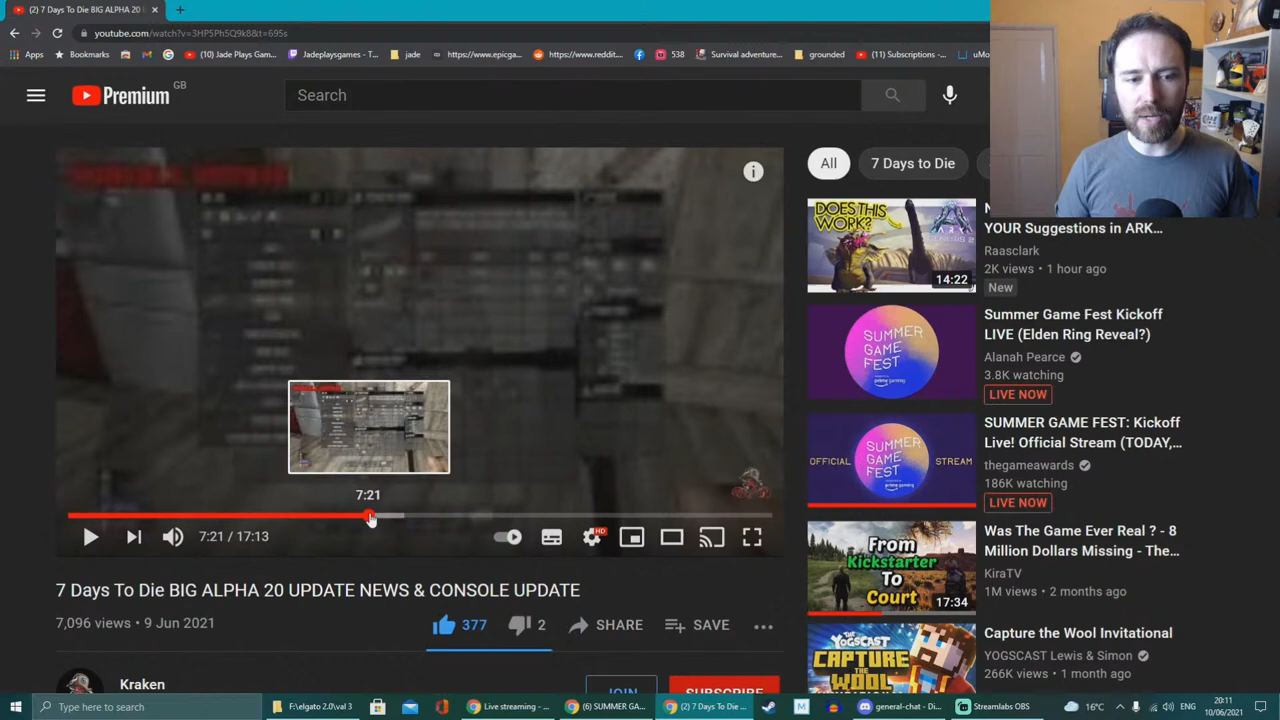 (2) 7 Days To Die BIG ALPHA 20
youtube.com/watch?v=3HP5Ph5Q9k8&t=695s
Apps
Bookmarks
(10) Jade Plays Gam...
Jadeplaysgames - T...
jade
https://www.epicga...
https://www.reddit...
538
Survival adventure...
grounded
(11) Subscriptions - ...
uMo
Premium
GB
Search
All
7 Days to Die
DOES THIS
WORK?
14:22
YOUR Suggestions in ARK...
Raasclark
2K views • 1 hour ago
New
SUMMER
GAME
FEST
Summer Game Fest Kickoff
LIVE (Elden Ring Reveal?)
Alanah Pearce
3.8K watching
LIVE NOW
OFFICIAL
SUMMER
GAME
FEST
STREAM
SUMMER GAME FEST: Kickoff
Live! Official Stream (TODAY,...
thegameawards
186K watching
LIVE NOW
7:21
7:21 / 17:13
HD
From
Kickstarter
To
Court
17:34
Was The Game Ever Real ? - 8
Million Dollars Missing - The...
KiraTV
1M views • 2 months ago
7 Days To Die BIG ALPHA 20 UPDATE NEWS & CONSOLE UPDATE
7,096 views • 9 Jun 2021
377
2
SHARE
SAVE
YOGSCAST
CAPTURE
THE
WOOL
Capture the Wool Invitational
YOGSCAST Lewis & Simon
266K views • 1 month ago
Kraken
JOIN
SUBSCRIBE
Type here to search
F:\elgato 2.0\val 3
Live streaming - ...
(6) SUMMER GA...
(2) 7 Days To Die ...
general-chat - Di...
Streamlabs OBS
16°C
ENG
20:11
10/06/2021